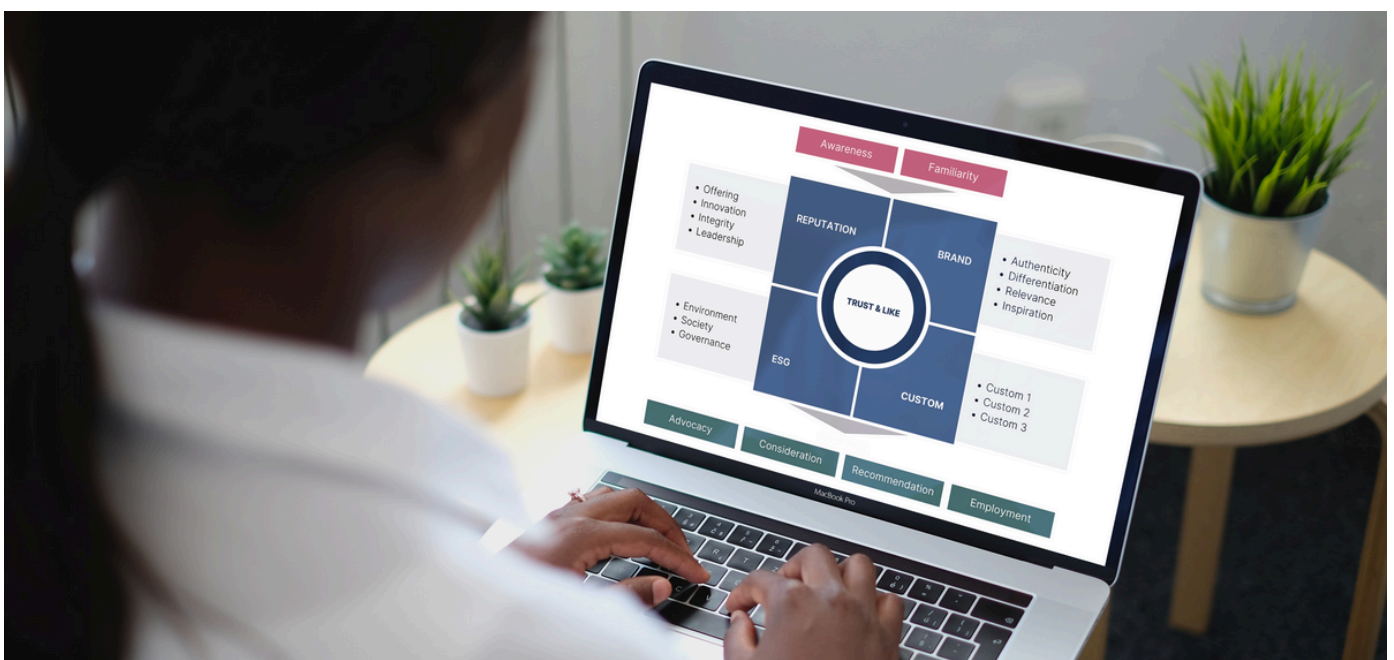 Awareness
Familiarity
• Offering
• Innovation
• Integrity
• Leadership
REPUTATION
BRAND
• Authenticity
• Differentiation
• Relevance
• Inspiration
TRUST & LIKE
• Environment
• Society
• Governance
ESG
CUSTOM
• Custom 1
• Custom 2
• Custom 3
Advocacy
Consideration
Recommendation
Employment
MacBook Pro